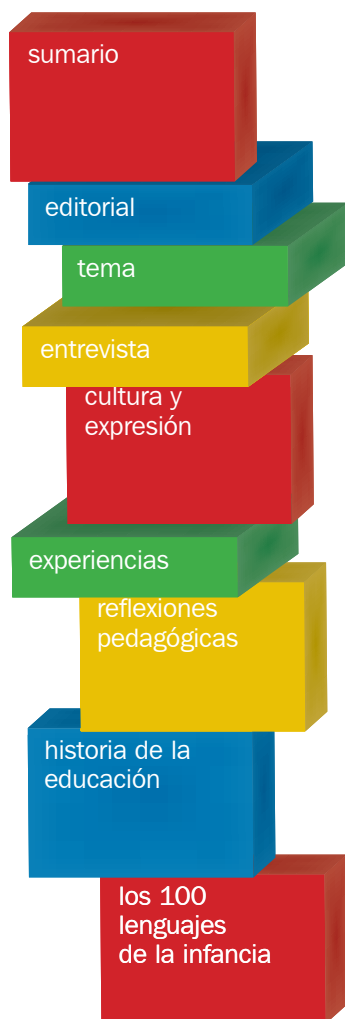 sumario
editorial
tema
entrevista
cultura y
expresión
experiencias
reflexiones
pedagógicas
historia de la
educación
los 100
lenguajes
de la infancia